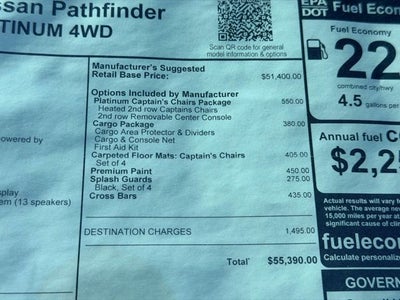 ssan Pathfinder
TINUM 4WD
Scan QR code for general
model information & options
Manufacturer's Suggested
Retail Base Price: $51,400.00
Options Included by Manufacturer
Platinum Captain's Chairs Package 550.00
Heated 2nd row Captains Chairs
2nd row Removable Center Console
Cargo Package 380.00
Cargo Area Protector & Dividers
Cargo & Console Net
First Aid Kit
Carpeted Floor Mats: Captain's Chairs 405.00
Set of 4
Premium Paint 450.00
Splash Guards 275.00
Black, Set of 4
Cross Bars 435.00
DESTINATION CHARGES 1,495.00
Total* $55,390.00
owered by
splay
em (13 speakers)
EPA
DOT
Fuel Econ
Fuel Economy
22
combined city/hwy
4.5 gallons per
Annual fuel c
$2,2
Actual results will vary f
vehicle. The average new
15,000 miles per year at
significant cause of clim
fueleco
Calculate personaliz
GOVERN